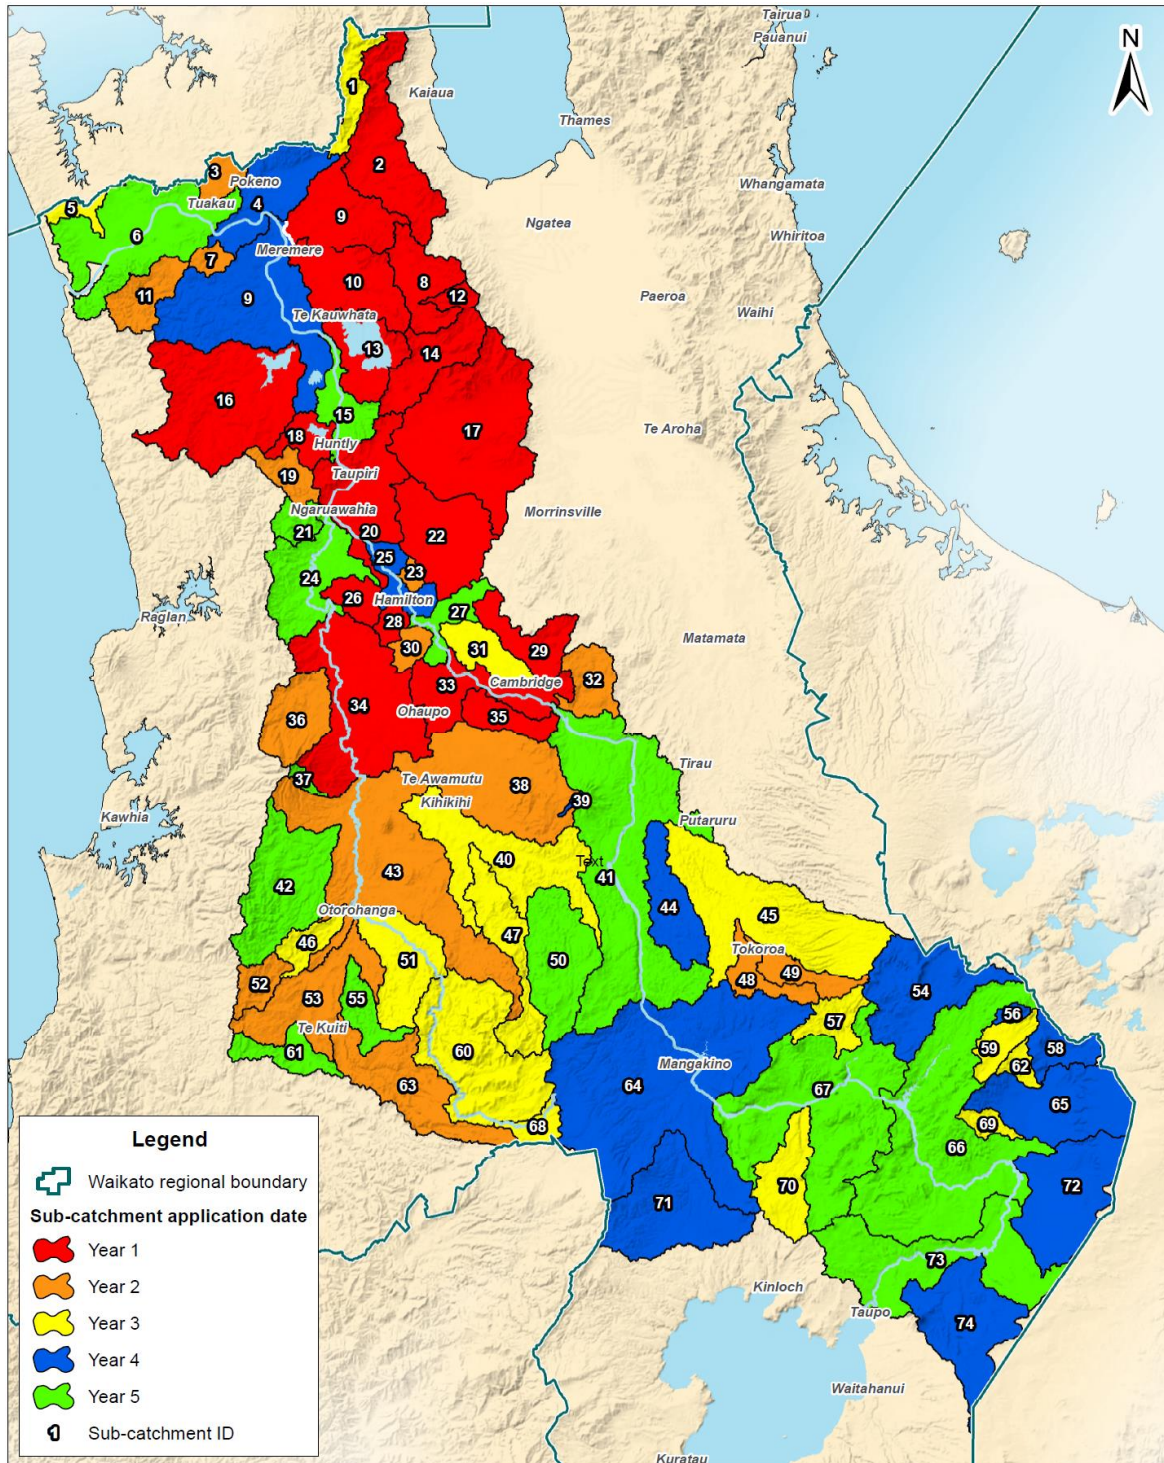 Tairua
Pauanui
N
1
Kaiaua
Thames
2
3
Pokeno
Whangamata
Tuakau
4
5
9
Ngatea
6
Whiritoa
Meremere
7
8
10
11
12
Paeroa
Waihi
9
Te Kauwhata
13
14
16
15
17
Te Aroha
18
Huntly
Taupiri
19
Ngaruawahia
Morrinsville
21
20
22
25
23
24
Hamilton
26
27
Raglan
28
30
31
29
Matamata
32
Cambridge
33
34
Ohaupo
35
36
Tirau
37
Te Awamutu
38
Kihikihi
39
Kawhia
Putaruru
40
Text
43
41
42
44
Otorohanga
45
46
47
Tokoroa
51
50
49
52
48
53
55
54
Te Kuiti
57
56
61
60
59
58
Mangakino
62
63
64
67
65
68
69
66
70
72
71
73
Kinloch
Taupo
74
Waitahanui
Kuratau
Legend
Waikato regional boundary
Sub-catchment application date
Year 1
Year 2
Year 3
Year 4
Year 5
1 Sub-catchment ID